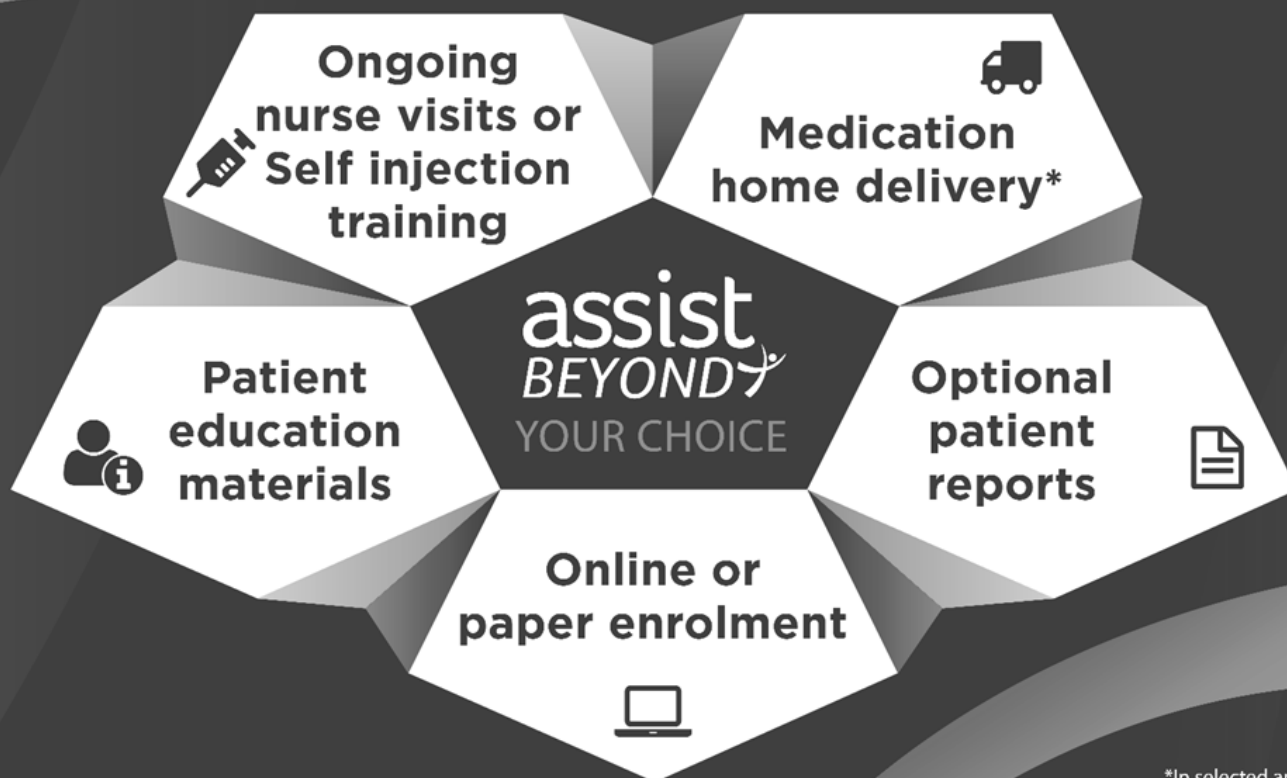 Ongoing
nurse visits or
Self injection
training
Medication
home delivery*
assist
BEYOND
YOUR CHOICE
Patient
education
materials
Optional
patient
reports
Online or
paper enrolment
*In selected